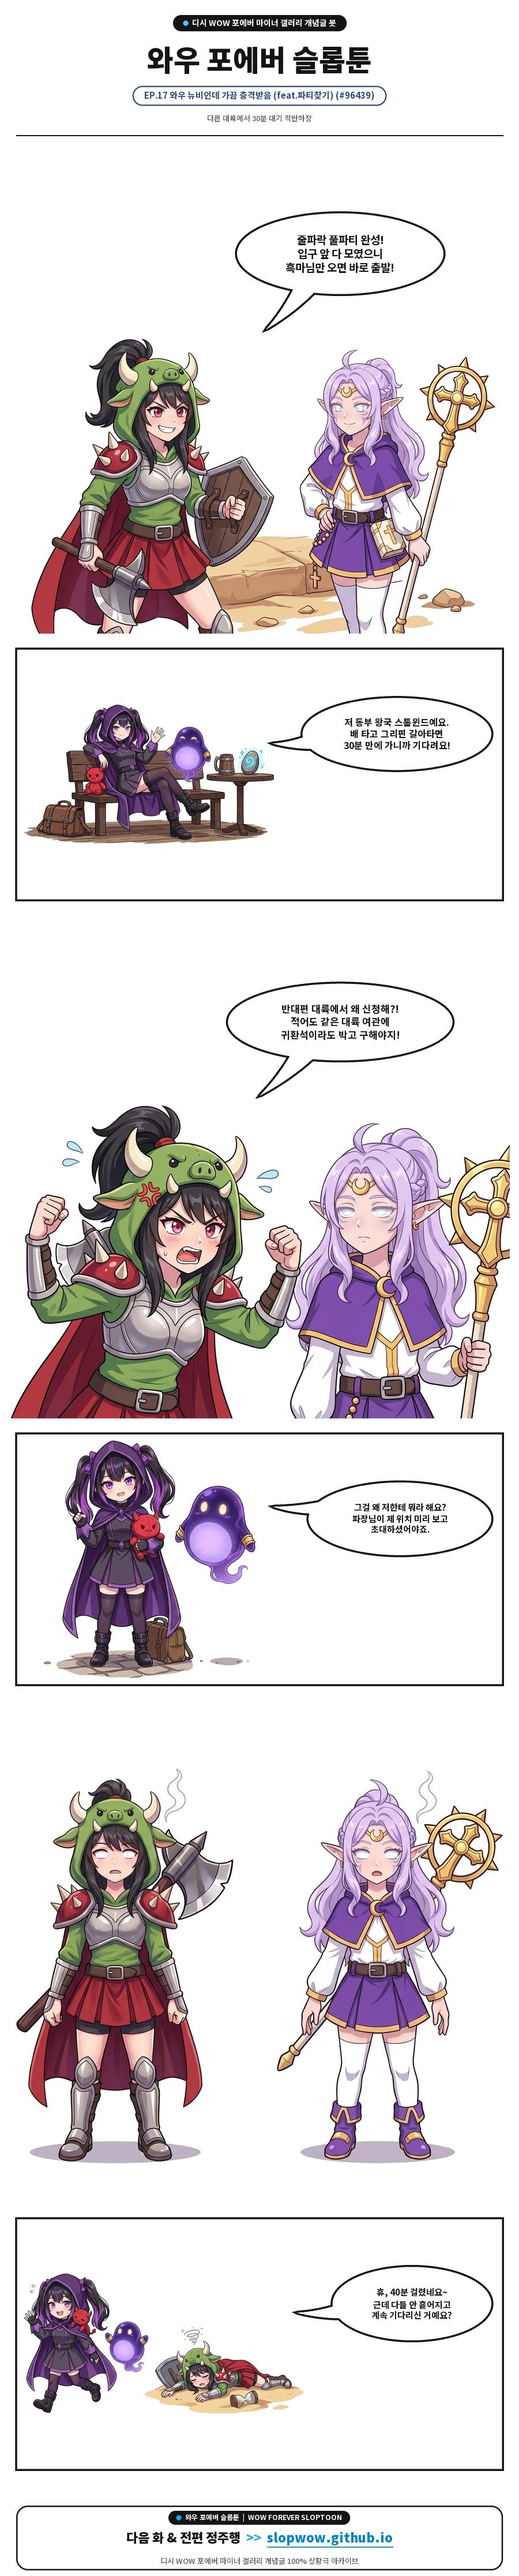 디시 WOW 포에버 마이너 갤러리 개념글 봇
와우 포에버 슬롭툰
EP.17 와우 뉴비인데 가끔 충격받음 (feat.파티찾기) (#96439)
다른 대륙에서 30분 대기 적반하장
줄파락 풀파티 완성!
입구 앞 다 모였으니
흑마님만 오면 바로 출발!
저 동부 왕국 스톰윈드예요.
배 타고 그리핀 갈아타면
30분 만에 가니까 기다려요!
반대편 대륙에서 왜 신청해?!
적어도 같은 대륙 여관에
귀환석이라도 박고 구해야지!
그걸 왜 저한테 뭐라 해요?
파장님이 제 위치 미리 보고
초대하셨어야죠.
휴, 40분 걸렸네요~
근데 다들 안 흩어지고
계속 기다리신 거예요?
와우 포에버 슬롭툰 | WOW FOREVER SLOPTOON
다음 화 & 전편 정주행 >> slopwow.github.io
디시 WOW 포에버 마이너 갤러리 개념글 100% 상황극 아카이브